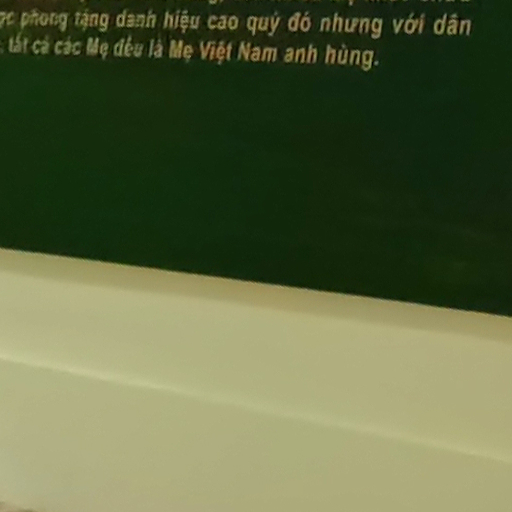 phong tặng danh hiệu cao quý đó nhưng với dân
tất cả các Mẹ đều là Mẹ Việt Nam anh hùng.